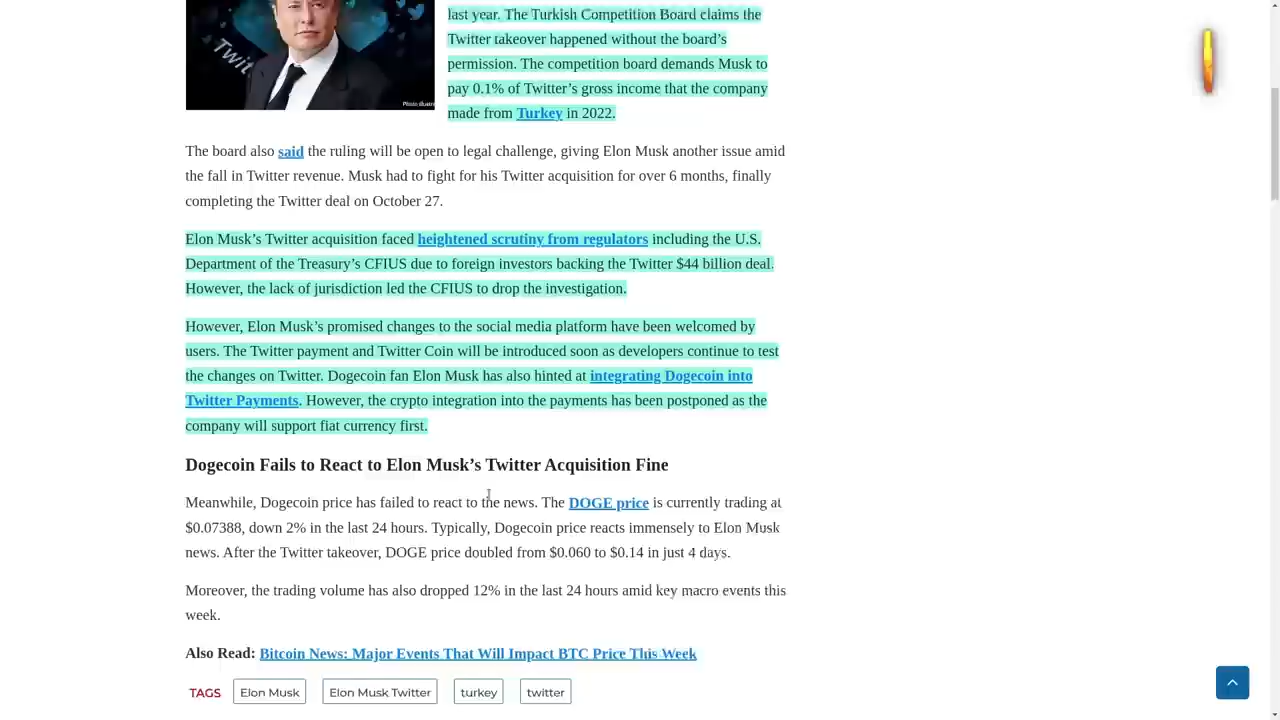 last year. The Turkish Competition Board claims the
Twitter takeover happened without the board's
permission. The competition board demands Musk to
pay 0.1% of Twitter's gross income that the company
made from Turkey in 2022.
Twit
The board also said the ruling will be open to legal challenge, giving Elon Musk another issue amid
the fall in Twitter revenue. Musk had to fight for his Twitter acquisition for over 6 months, finally
completing the Twitter deal on October 27.
Elon Musk's Twitter acquisition faced heightened scrutiny from regulators including the U.S.
Department of the Treasury's CFIUS due to foreign investors backing the Twitter $44 billion deal.
However, the lack of jurisdiction led the CFIUS to drop the investigation.
However, Elon Musk's promised changes to the social media platform have been welcomed by
users. The Twitter payment and Twitter Coin will be introduced soon as developers continue to test
the changes on Twitter. Dogecoin fan Elon Musk has also hinted at integrating Dogecoin into
Twitter Payments. However, the crypto integration into the payments has been postponed as the
company will support fiat currency first.
Dogecoin Fails to React to Elon Musk's Twitter Acquisition Fine
Meanwhile, Dogecoin price has failed to react to the news. The DOGE price is currently trading at
$0.07388, down 2% in the last 24 hours. Typically, Dogecoin price reacts immensely to Elon Musk
news. After the Twitter takeover, DOGE price doubled from $0.060 to $0.14 in just 4 days.
Moreover, the trading volume has also dropped 12% in the last 24 hours amid key macro events this
week.
Also Read: Bitcoin News: Major Events That Will Impact BTC Price This Week
TAGS Elon Musk Elon Musk Twitter turkey twitter